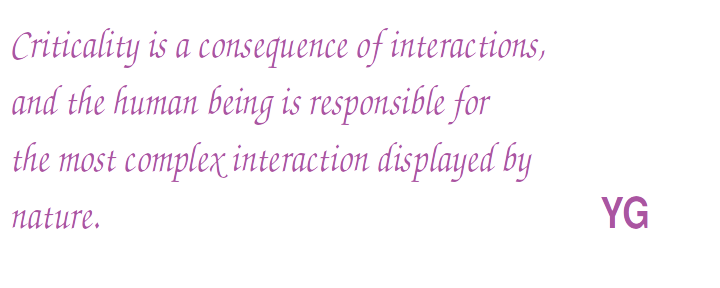 Criticality is a consequence of interactions,
and the human being is responsible for
the most complex interaction displayed by
nature.
YG